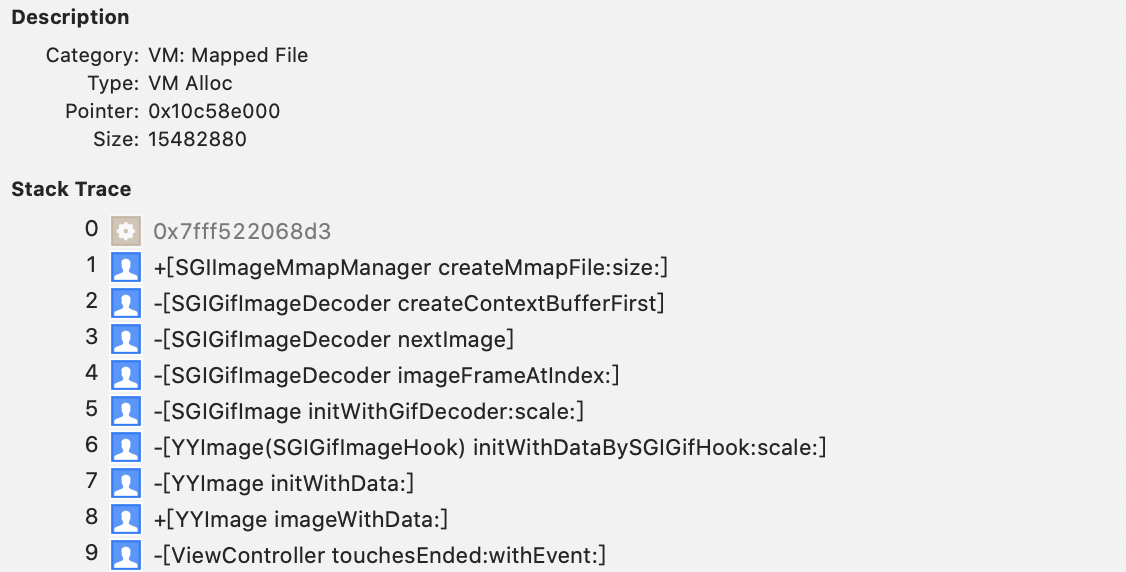 Description
Category: VM: Mapped File
Type: VM Alloc
Pointer: 0x10c58e000
Size: 15482880
Stack Trace
0 0x7fff522068d3
1 +[SGIImageMmapManager createMmapFile:size:]
2 -[SGIGifImageDecoder createContextBufferFirst]
3 -[SGIGifImageDecoder nextImage]
4 -[SGIGifImageDecoder imageFrameAtIndex:]
5 -[SGIGifImage initWithGifDecoder:scale:]
6 -[YYImage(SGIGifImageHook) initWithDataBySGIGifHook:scale:]
7 -[YYImage initWithData:]
8 +[YYImage imageWithData:]
9 -[ViewController touchesEnded:withEvent:]